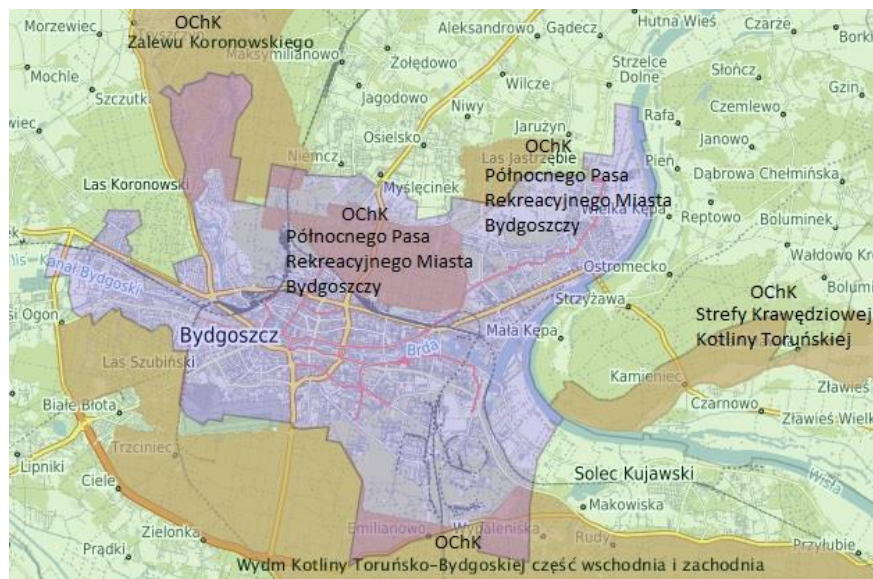 OChK
Zalewu Koronowskiego
Morzewiec
Maksymilianowo
Aleksandrowo
Gądecz
Hutna Wieś
Czarże
Mochle
Żołędowo
Wilcze
Strzelce
Dolne
Słończ
Gzin
Szczutki
Jagodowo
Niwy
Czemlewo
Osielsko
Jarużyn
Rafa
Janowo
Niemcz
Las Jastrzębie
Pień
Dąbrowa Chełmińska
Las Koronowski
Myślęcinek
OChK
Północnego Pasa
Rekreacyjnego Miasta
Bydgoszczy
Wielka Kępa
Reptowo
Boluminek
OChK
Północnego Pasa
Rekreacyjnego Miasta
Bydgoszczy
Kanał Bydgoski
Ostromecko
Strzyżawa
OChK
Strefy Krawędziowej
Kotliny Toruńskiej
Bydgoszcz
Brda
Mała Kępa
Las Szubiński
Kamieniec
Czarnowo
Białe Błota
Trzciniec
Lipniki
Ciele
Solec Kujawski
Wisła
Makowiska
Zielonka
Prądki
Emilianowo
Wypaleniska
Rudy
Przyłubie
OChK
Wydm Kotliny Toruńsko-Bydgoskiej część wschodnia i zachodnia